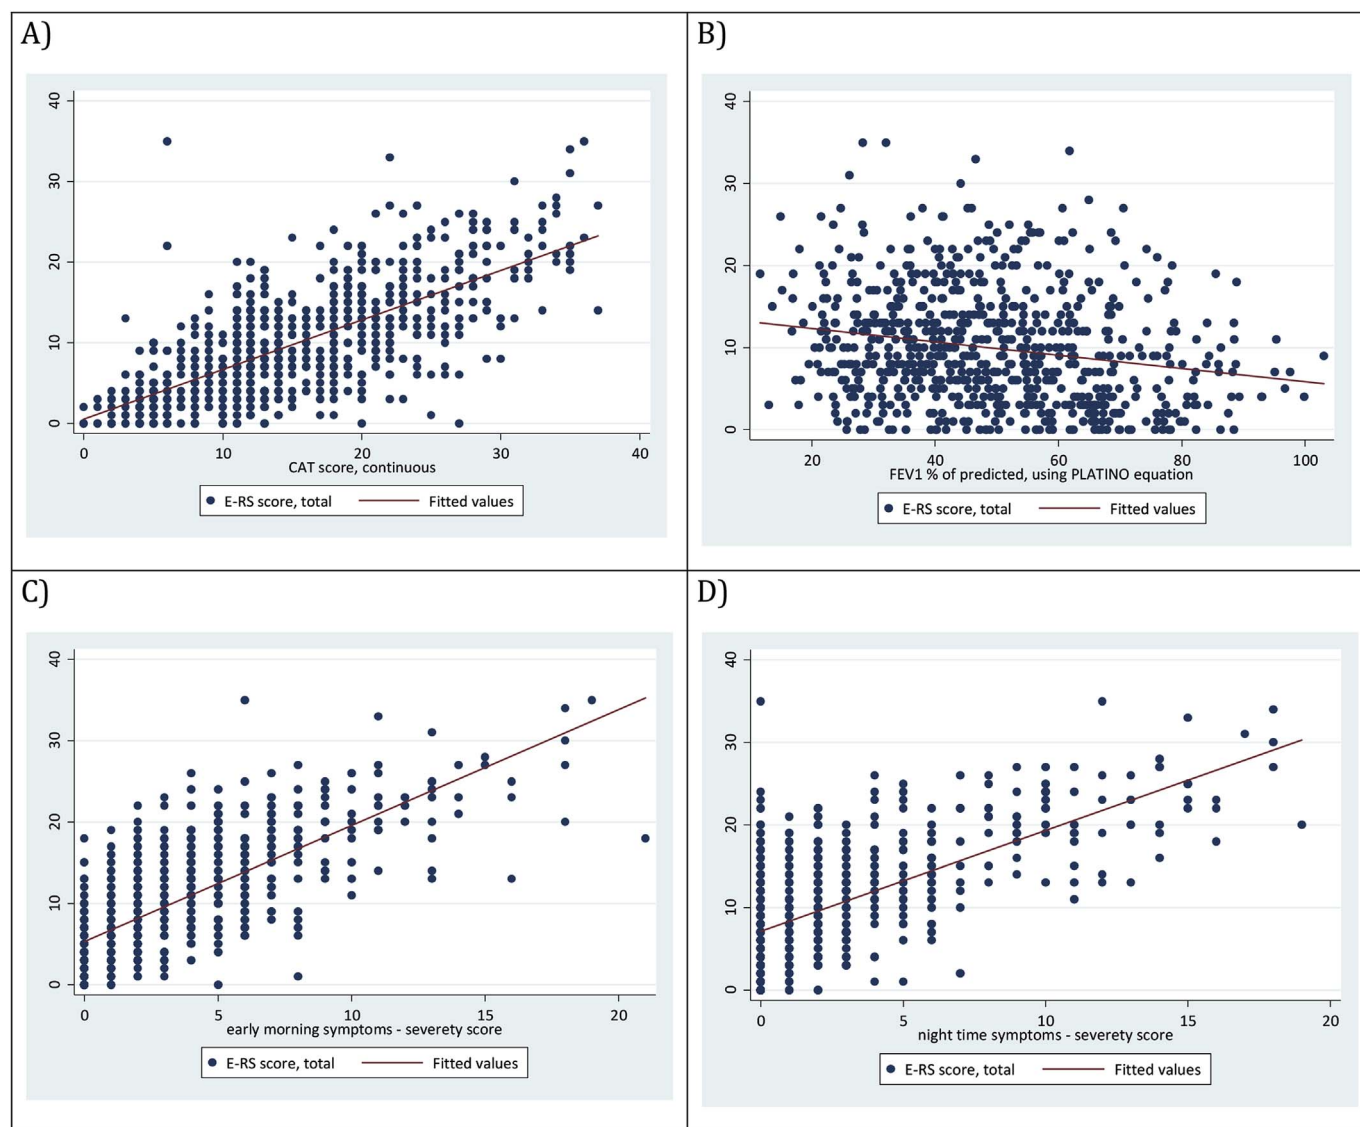 A)
40
30
20
10
0
0 10 20 30 40
CAT score, continuous
E-RS score, total Fitted values
B)
40
30
20
10
0
20 40 60 80 100
FEV1 % of predicted, using PLATINO equation
E-RS score, total Fitted values
C)
40
30
20
10
0
0 5 10 15 20
early morning symptoms - severety score
E-RS score, total Fitted values
D)
40
30
20
10
0
0 5 10 15 20
night time symptoms - severety score
E-RS score, total Fitted values